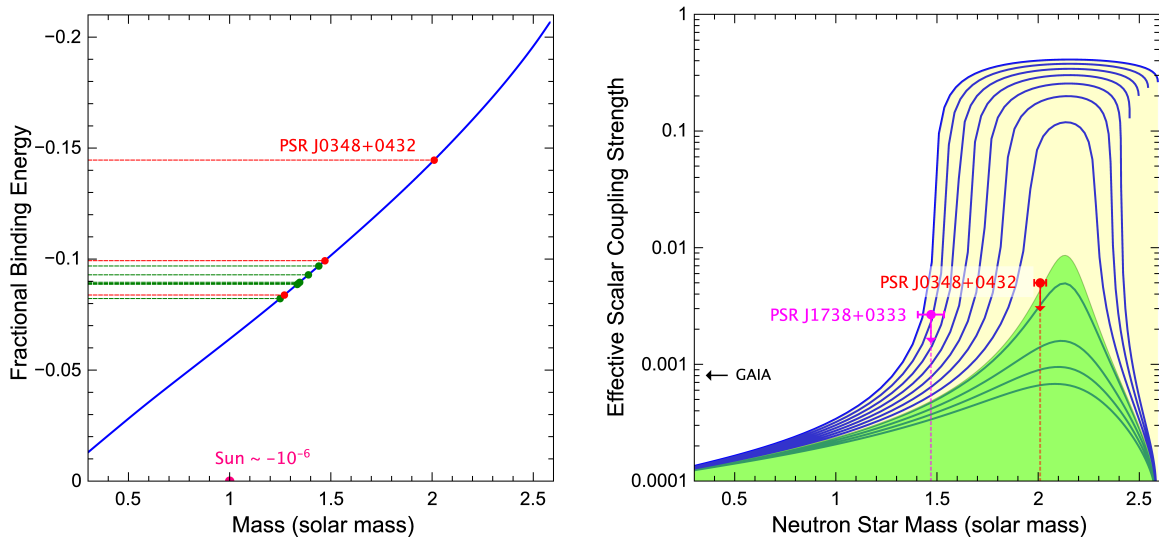 Fractional Binding Energy
−0.2
−0.15
−0.1
−0.05
0
PSR J0348+0432
Sun ~ −10⁻⁶
0.5
1
1.5
2
2.5
Mass (solar mass)
Effective Scalar Coupling Strength
1
0.1
0.01
0.001
0.0001
PSR J0348+0432
PSR J1738+0333
GAIA
0.5
1
1.5
2
2.5
Neutron Star Mass (solar mass)